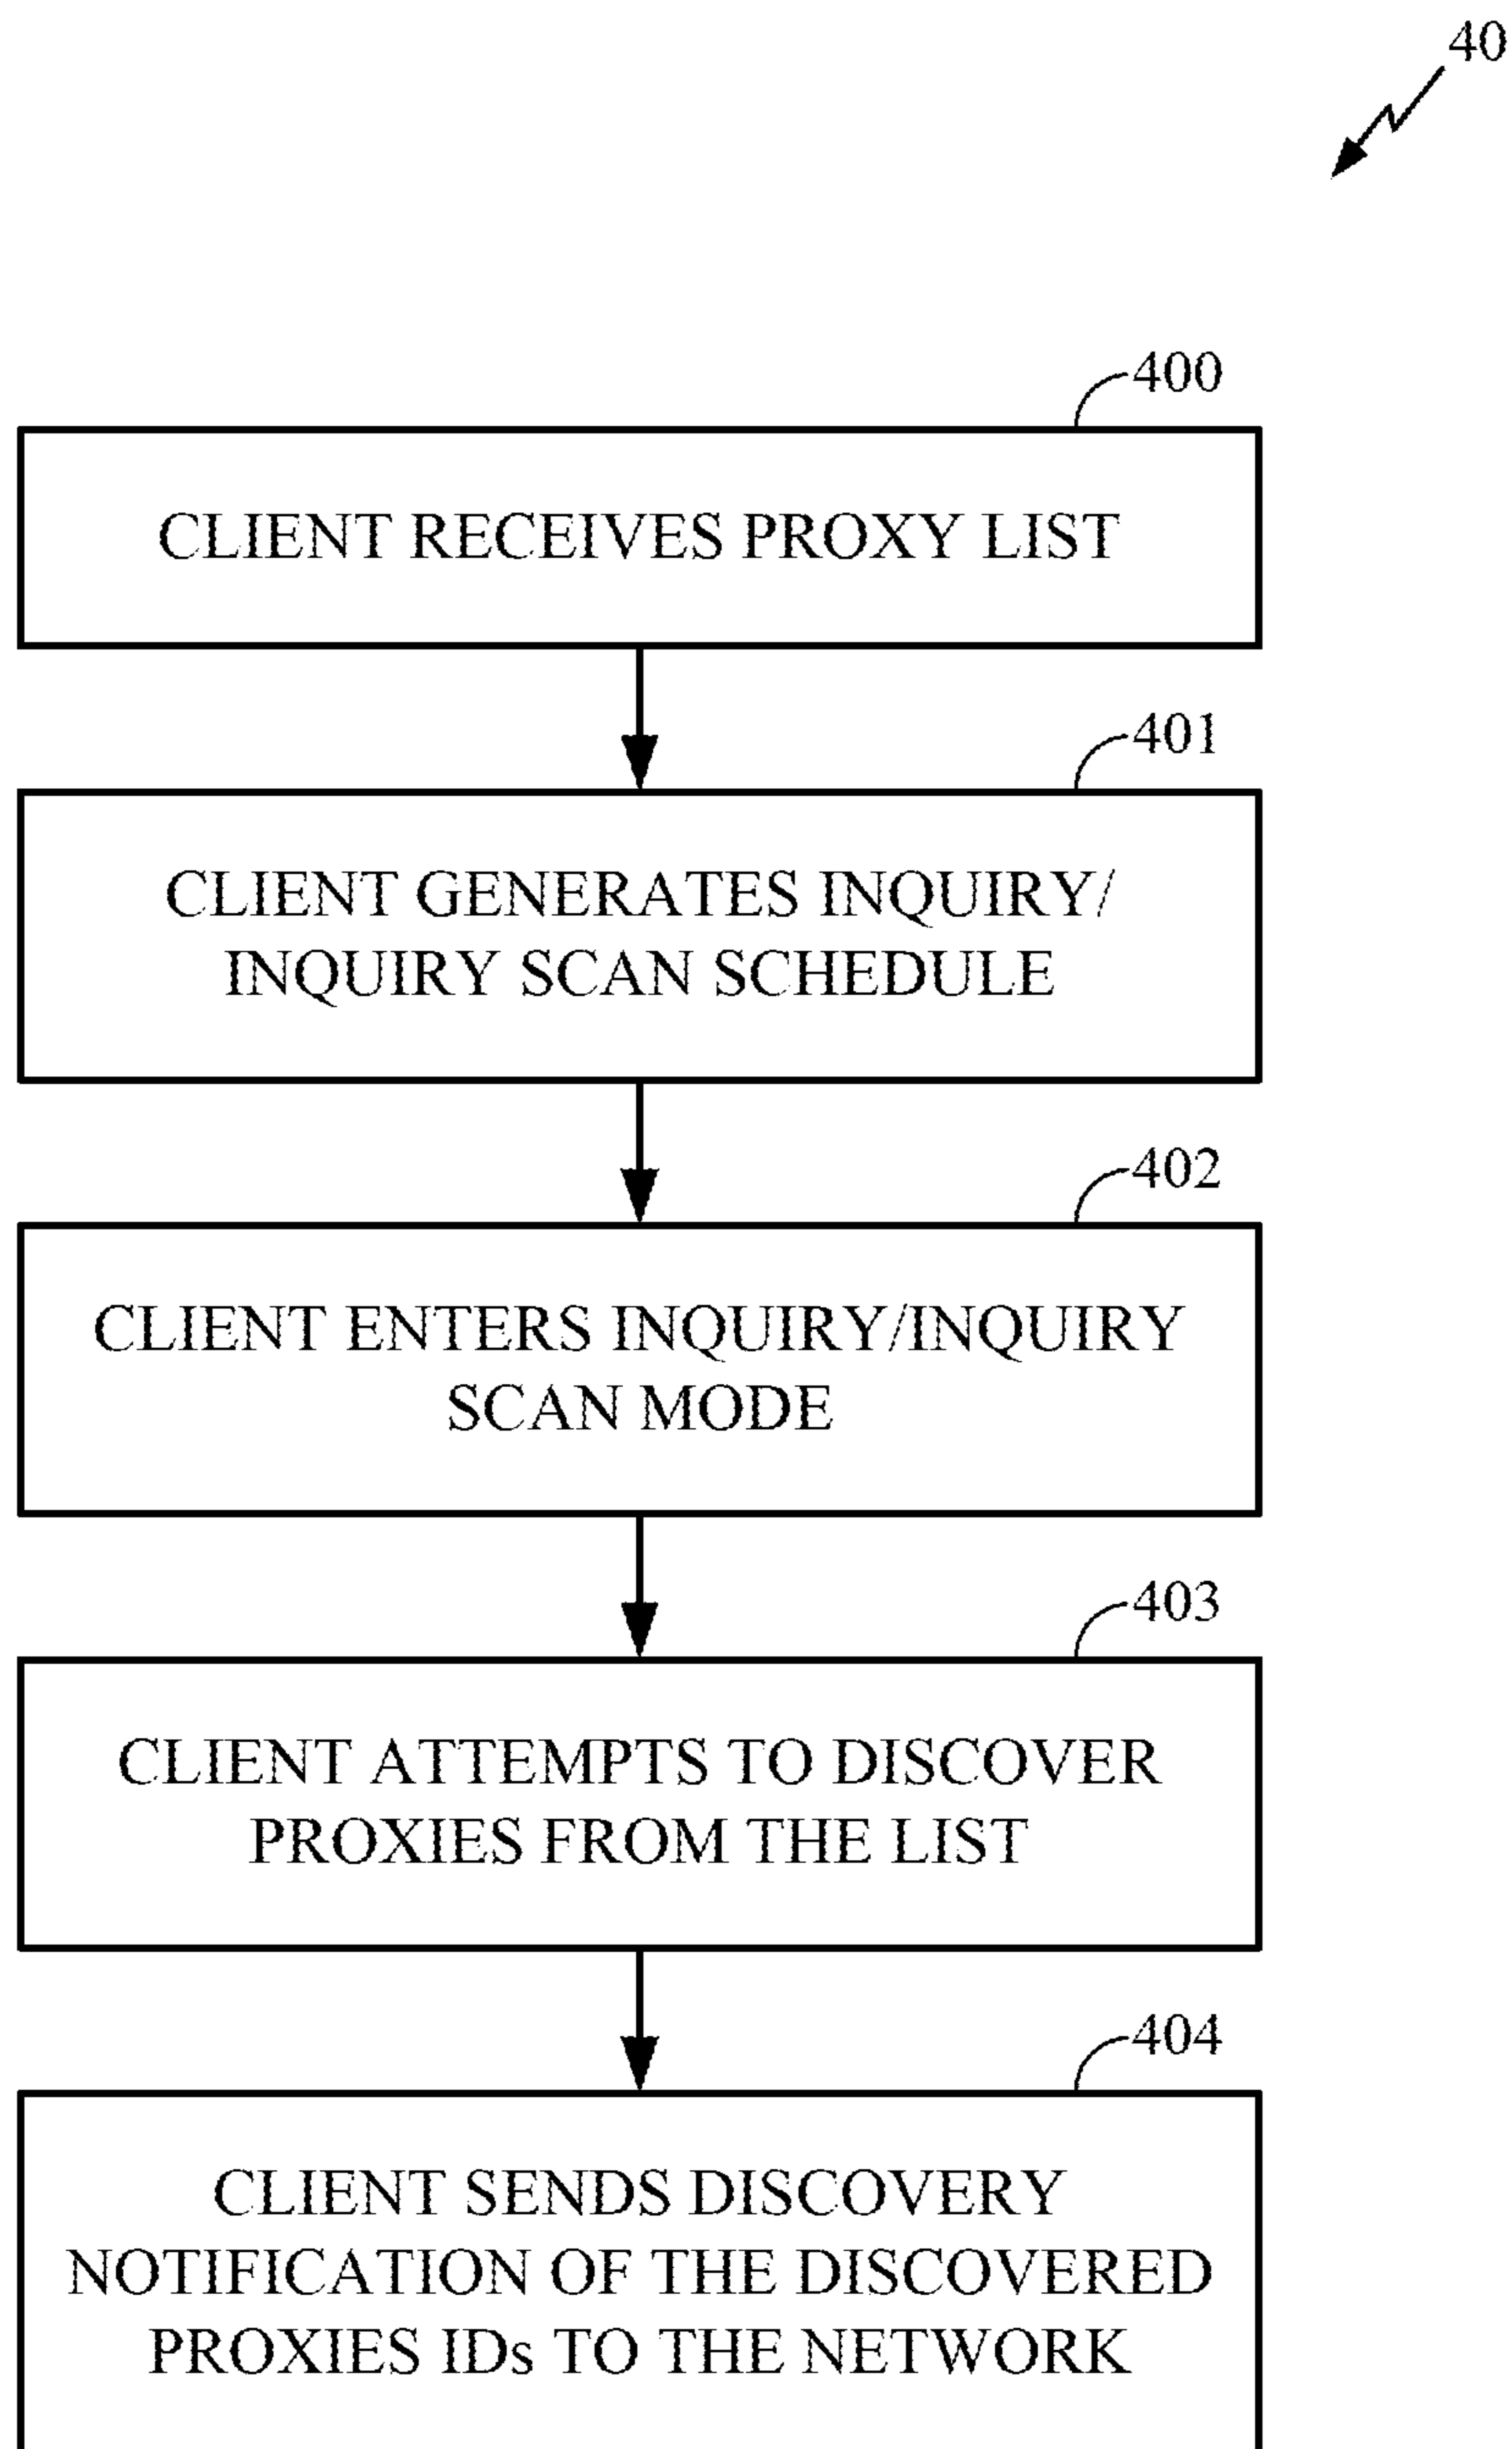 40
400
CLIENT RECEIVES PROXY LIST
401
CLIENT GENERATES INQUIRY/
INQUIRY SCAN SCHEDULE
402
CLIENT ENTERS INQUIRY/INQUIRY
SCAN MODE
403
CLIENT ATTEMPTS TO DISCOVER
PROXIES FROM THE LIST
404
CLIENT SENDS DISCOVERY
NOTIFICATION OF THE DISCOVERED
PROXIES IDs TO THE NETWORK